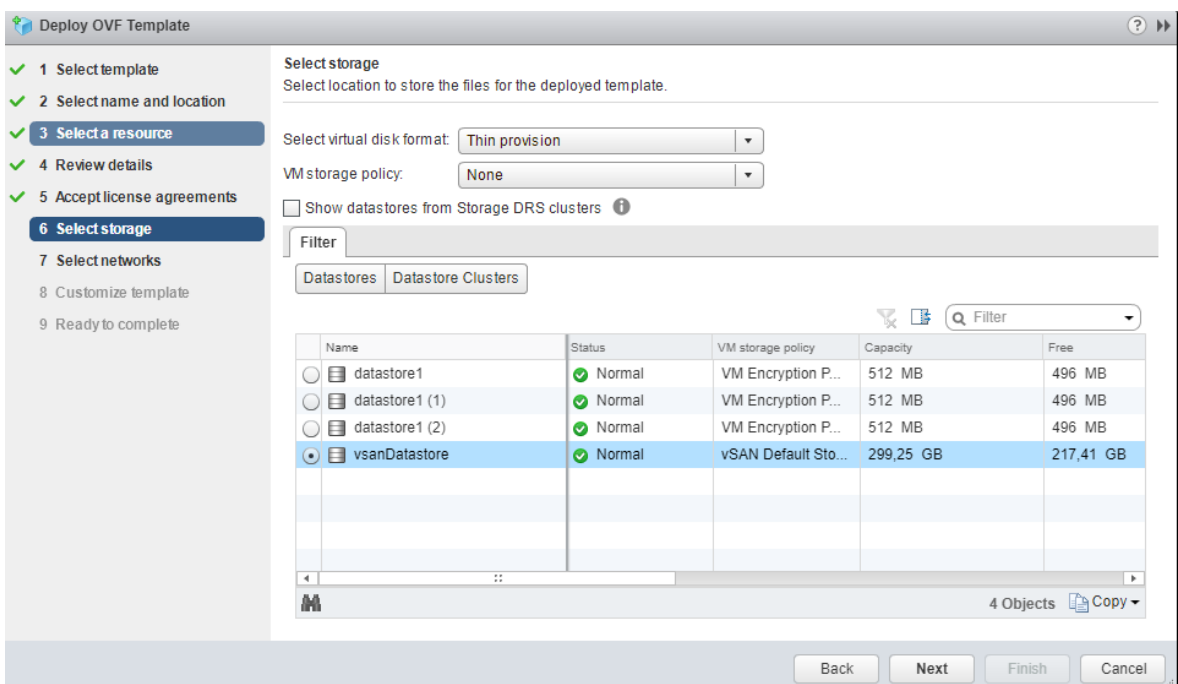 Deploy OVF Template
1 Select template
2 Select name and location
3 Select a resource
4 Review details
5 Accept license agreements
6 Select storage
7 Select networks
8 Customize template
9 Ready to complete
Select storage
Select location to store the files for the deployed template.
Select virtual disk format: Thin provision
VM storage policy: None
Show datastores from Storage DRS clusters
Filter
Datastores Datastore Clusters
Filter
Name Status VM storage policy Capacity Free
datastore1 Normal VM Encryption P... 512 MB 496 MB
datastore1 (1) Normal VM Encryption P... 512 MB 496 MB
datastore1 (2) Normal VM Encryption P... 512 MB 496 MB
vsanDatastore Normal vSAN Default Sto... 299,25 GB 217,41 GB
4 Objects Copy
Back Next Finish Cancel